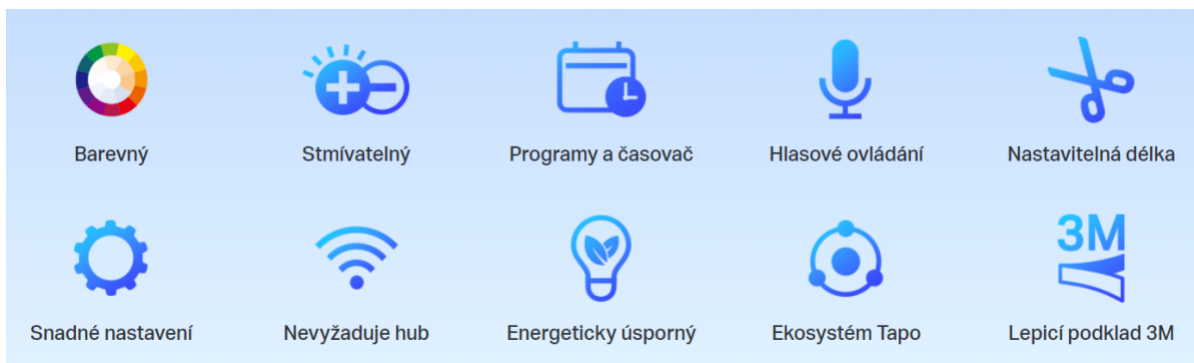 Barevný
Stmívatelný
Programy a časovač
Hlasové ovládání
Nastavitelná délka
3M
Snadné nastavení
Nevyžaduje hub
Energeticky úsporný
Ekosystém Tapo
Lepicí podklad 3M